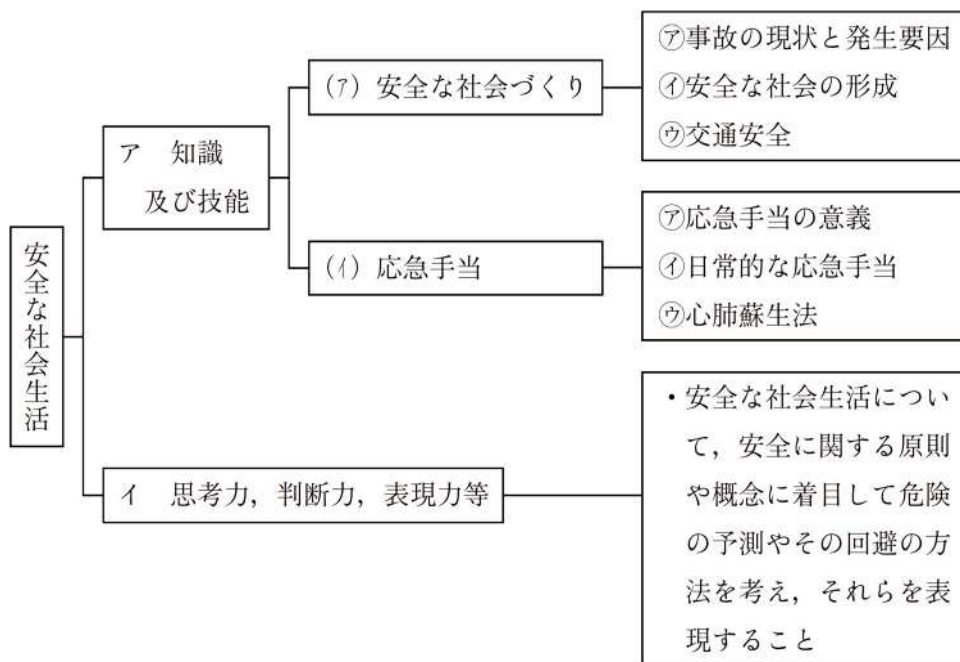 安全な社会生活
ア 知識
及び技能
(ア) 安全な社会づくり
㋐事故の現状と発生要因
㋑安全な社会の形成
㋒交通安全
(イ) 応急手当
㋐応急手当の意義
㋑日常的な応急手当
㋒心肺蘇生法
イ 思考力，判断力，表現力等
・安全な社会生活につい
て，安全に関する原則
や概念に着目して危険
の予測やその回避の方
法を考え，それらを表
現すること